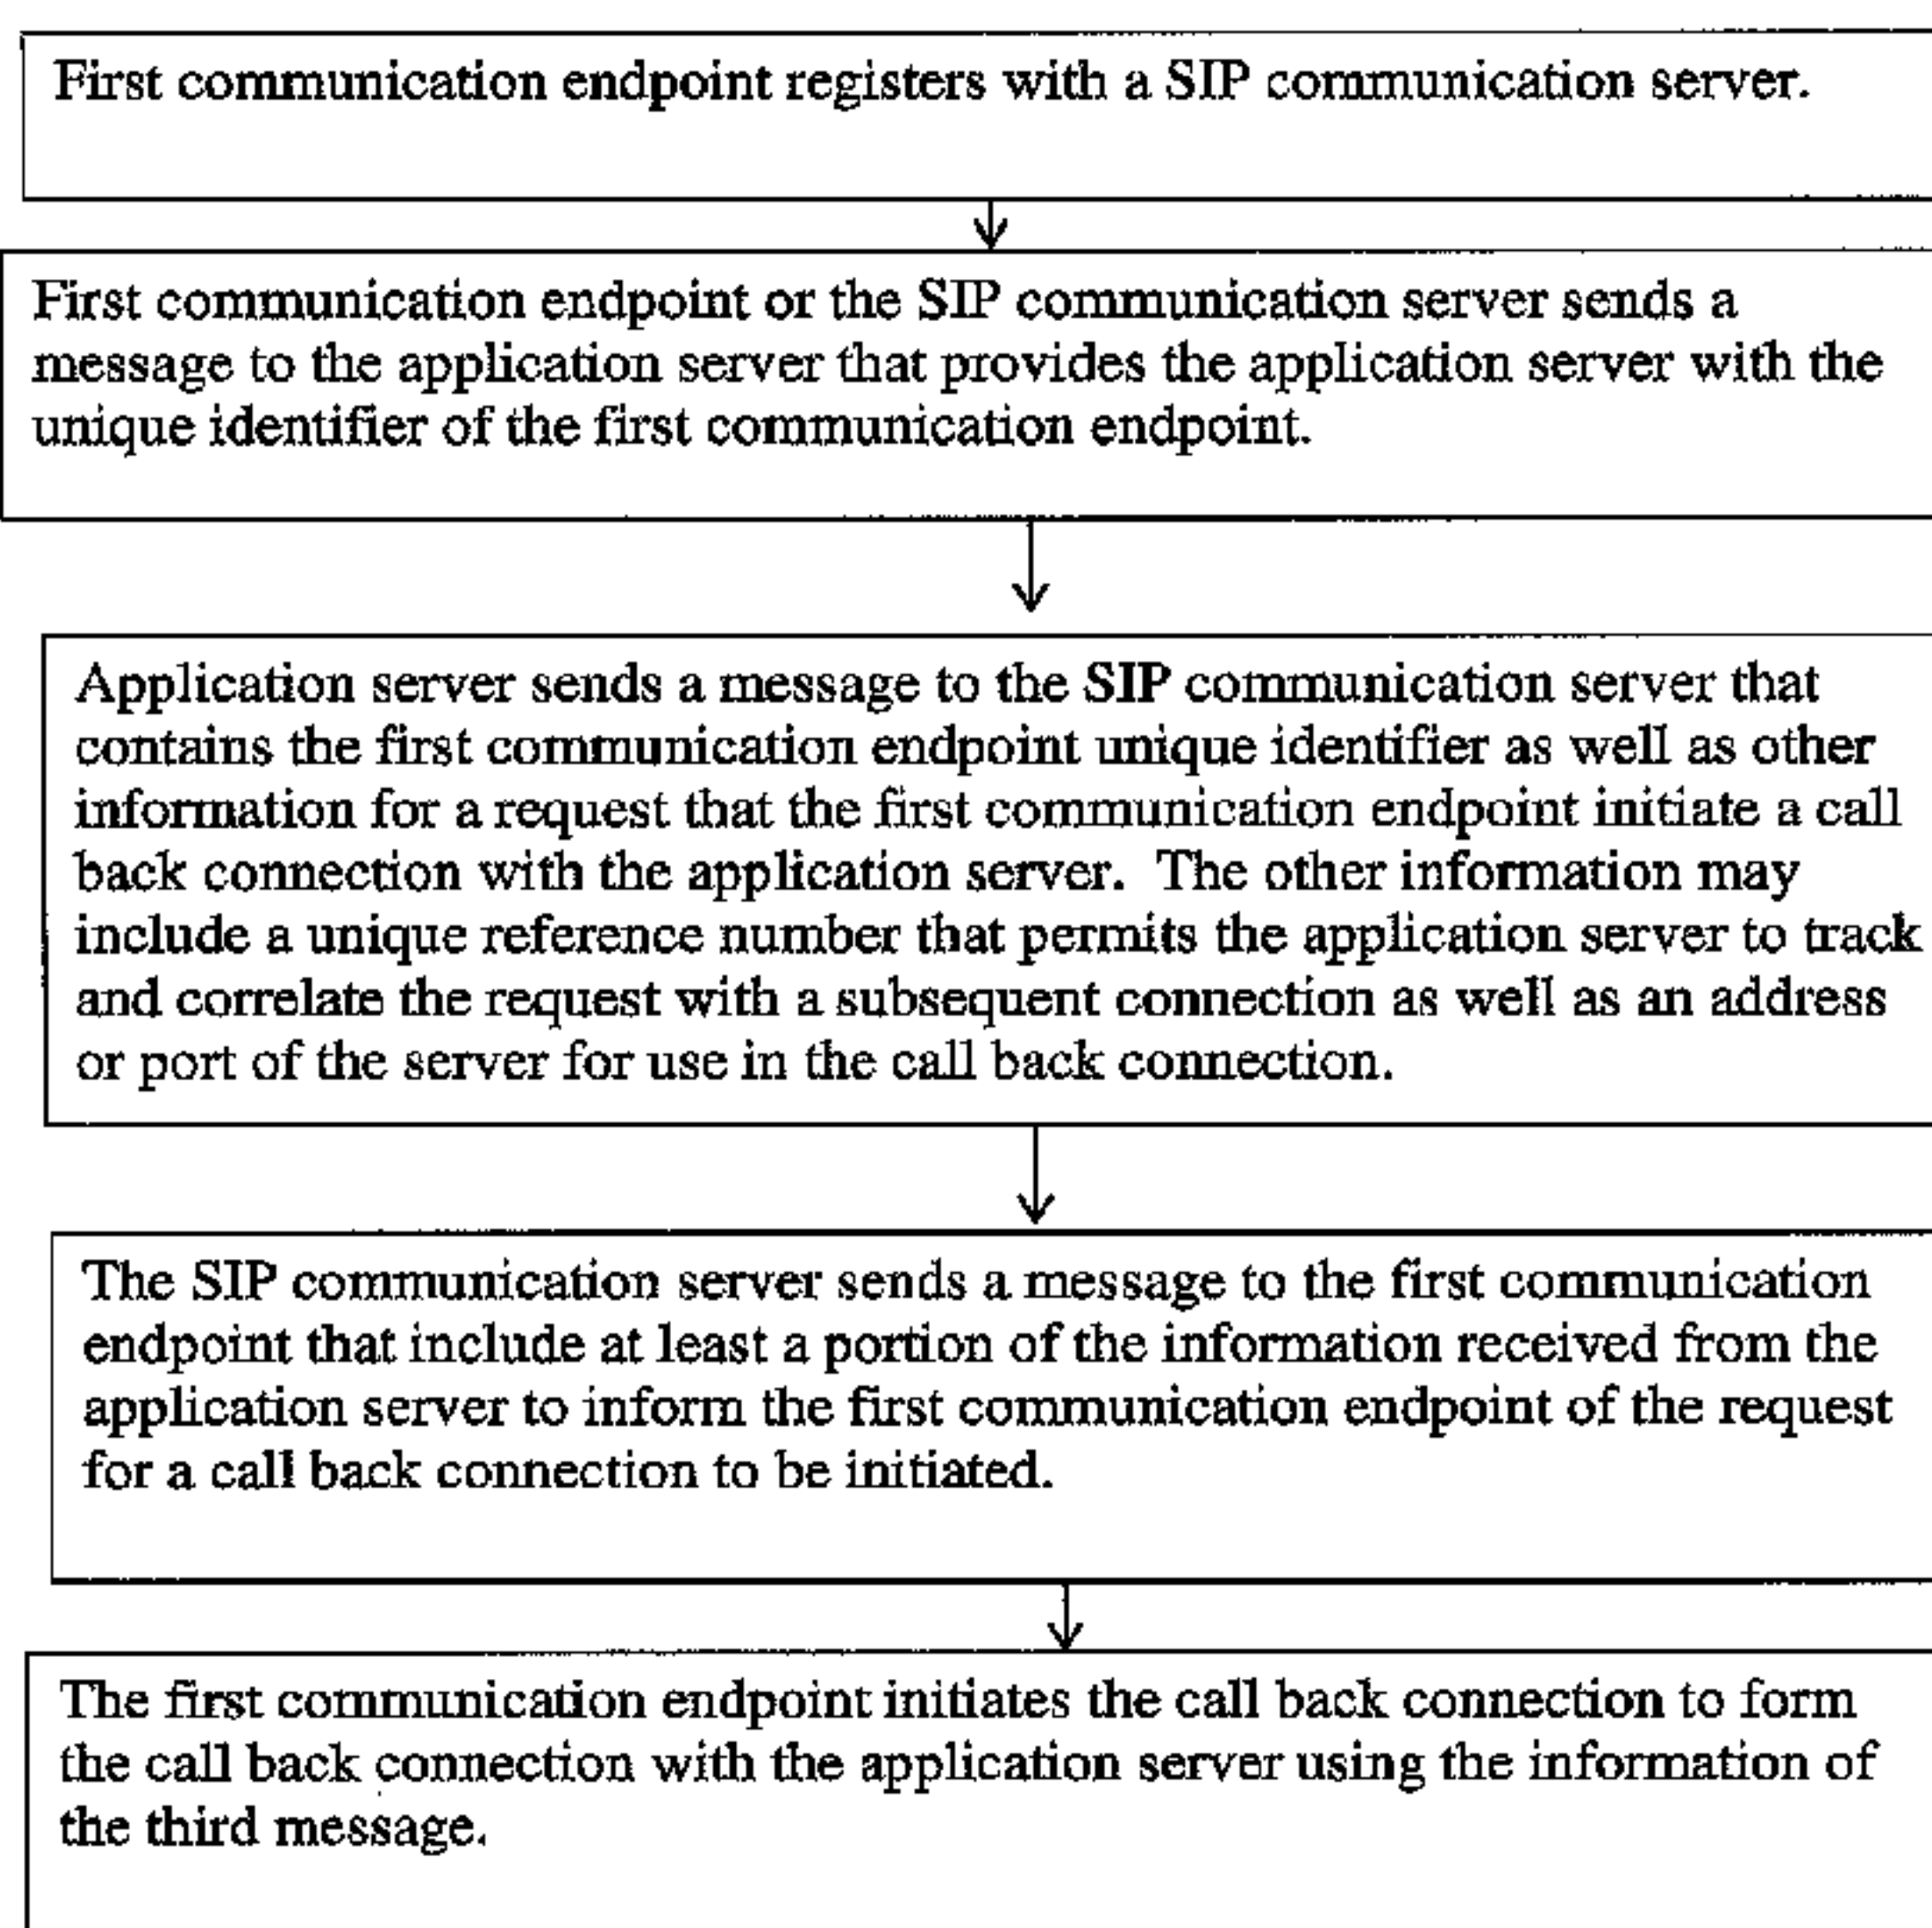 First communication endpoint registers with a SIP communication server.
First communication endpoint or the SIP communication server sends a
message to the application server that provides the application server with the
unique identifier of the first communication endpoint.
Application server sends a message to the SIP communication server that
contains the first communication endpoint unique identifier as well as other
information for a request that the first communication endpoint initiate a call
back connection with the application server. The other information may
include a unique reference number that permits the application server to track
and correlate the request with a subsequent connection as well as an address
or port of the server for use in the call back connection.
The SIP communication server sends a message to the first communication
endpoint that include at least a portion of the information received from the
application server to inform the first communication endpoint of the request
for a call back connection to be initiated.
The first communication endpoint initiates the call back connection to form
the call back connection with the application server using the information of
the third message.